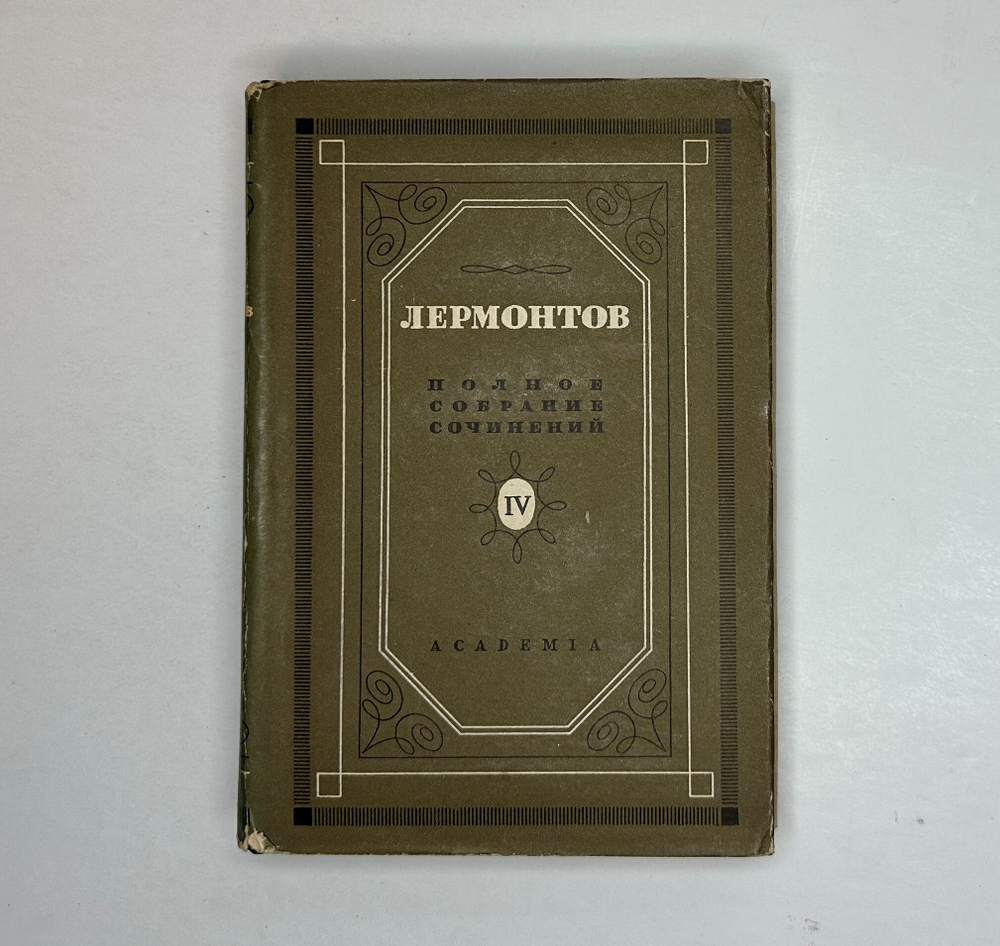 ЛЕРМОНТОВ
ПОЛНОЕ
СОБРАНИЕ
СОЧИНЕНИЙ
IV
ACADEMIA